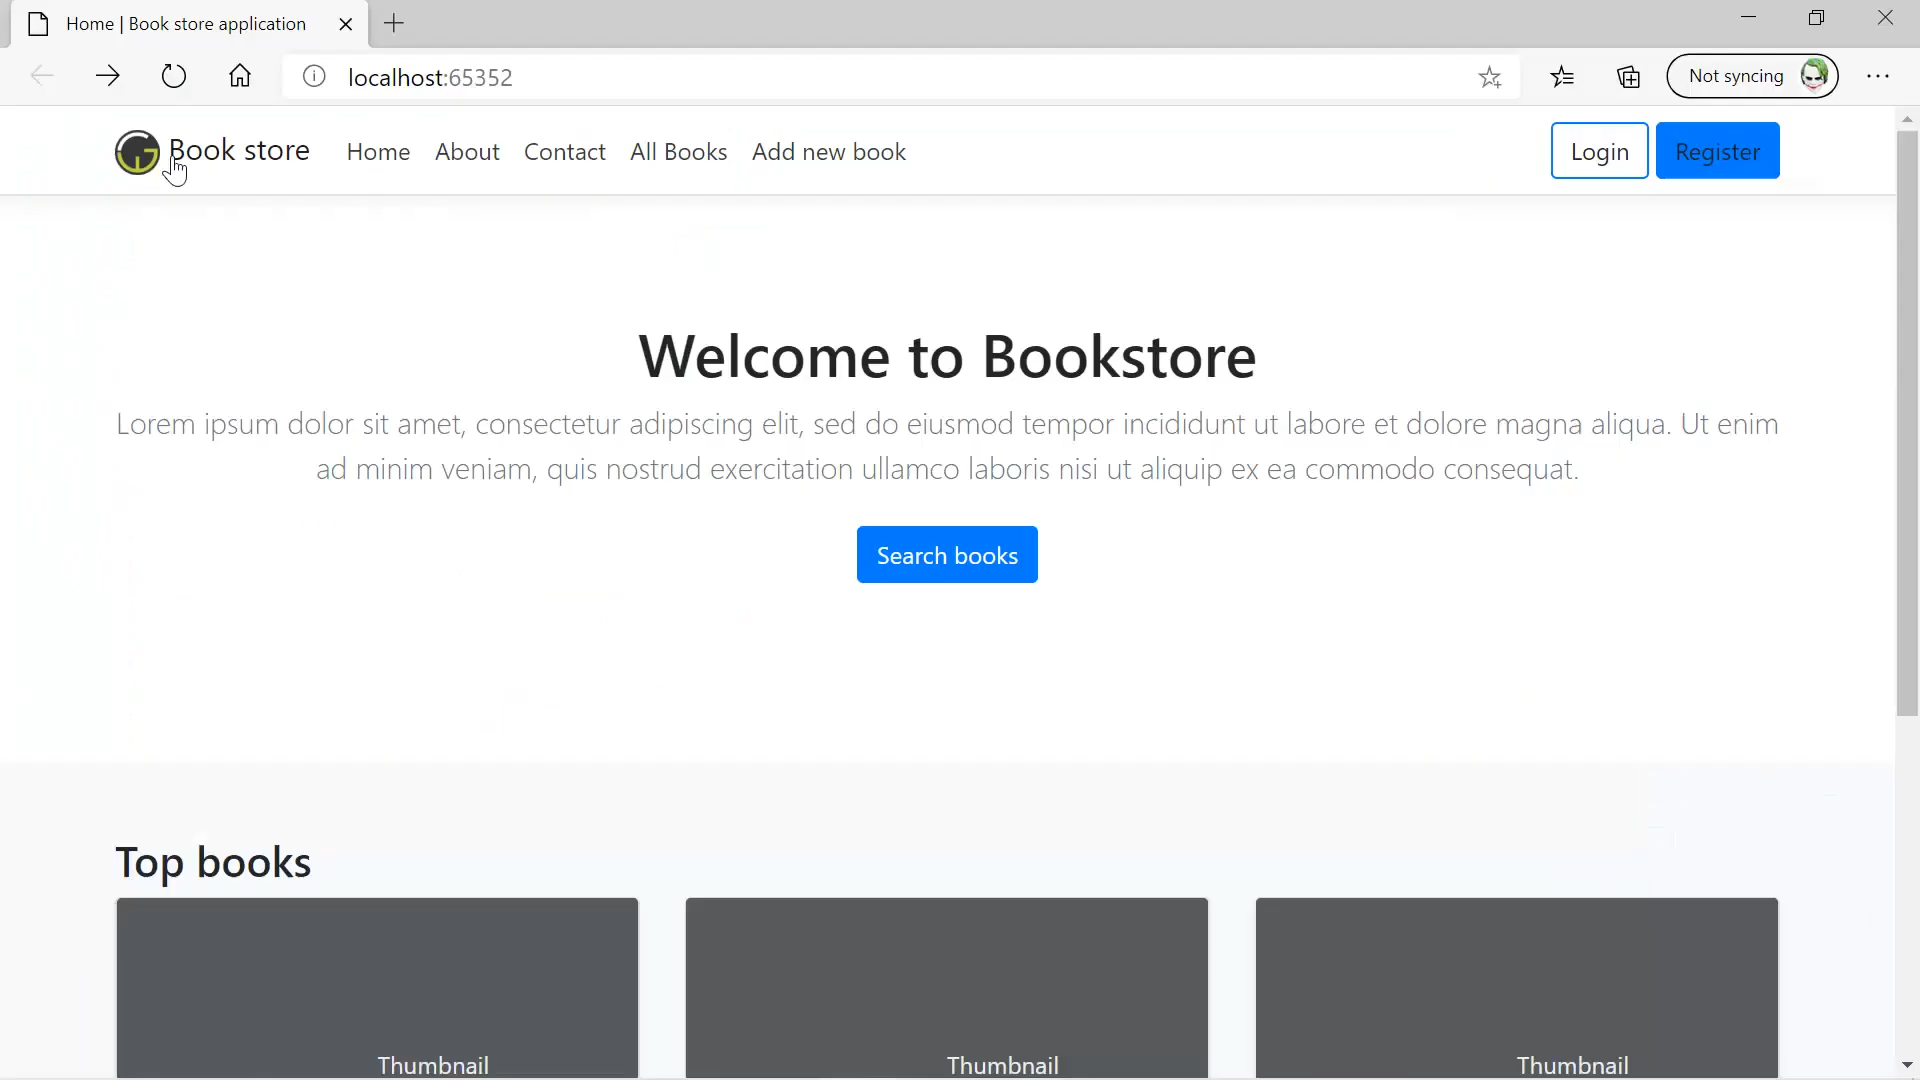 Home | Book store application
localhost:65352
Not syncing
Book store Home About Contact All Books Add new book Login Register
Welcome to Bookstore
Lorem ipsum dolor sit amet, consectetur adipiscing elit, sed do eiusmod tempor incididunt ut labore et dolore magna aliqua. Ut enim
ad minim veniam, quis nostrud exercitation ullamco laboris nisi ut aliquip ex ea commodo consequat.
Search books
Top books
Thumbnail Thumbnail Thumbnail